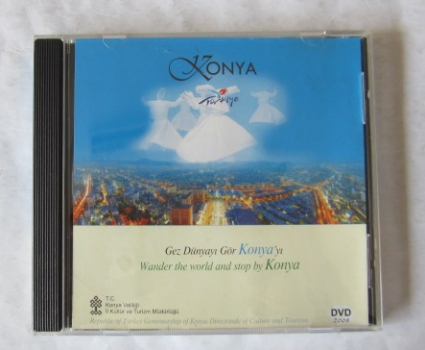 KONYA
Türkiye
Gez Dünyayı Gör Konya'yı
Wander the world and stop by Konya
T.C.
Konya Valiliği
İl Kültür ve Turizm Müdürlüğü
Republic of Turkey Governorship of Konya Directorate of Culture and Tourism
DVD